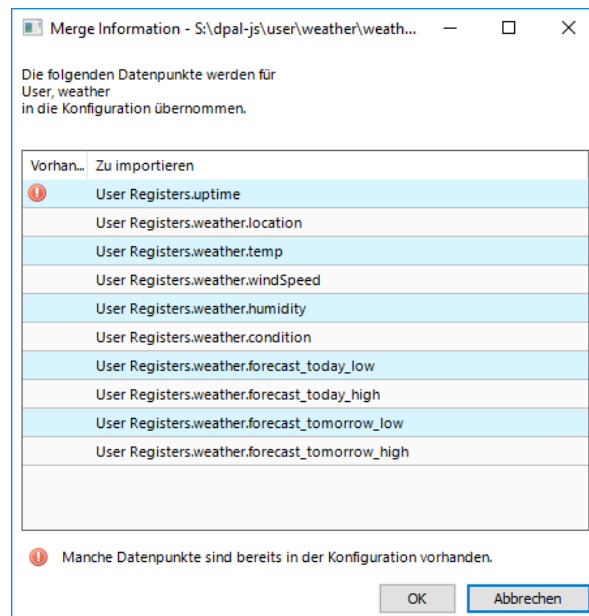 Merge Information - S:\dpal-js\user\weather\weath...
Die folgenden Datenpunkte werden für
User, weather
in die Konfiguration übernommen.
Vorhan... Zu importieren
User Registers.uptime
User Registers.weather.location
User Registers.weather.temp
User Registers.weather.windSpeed
User Registers.weather.humidity
User Registers.weather.condition
User Registers.weather.forecast_today_low
User Registers.weather.forecast_today_high
User Registers.weather.forecast_tomorrow_low
User Registers.weather.forecast_tomorrow_high
Manche Datenpunkte sind bereits in der Konfiguration vorhanden.
OK Abbrechen